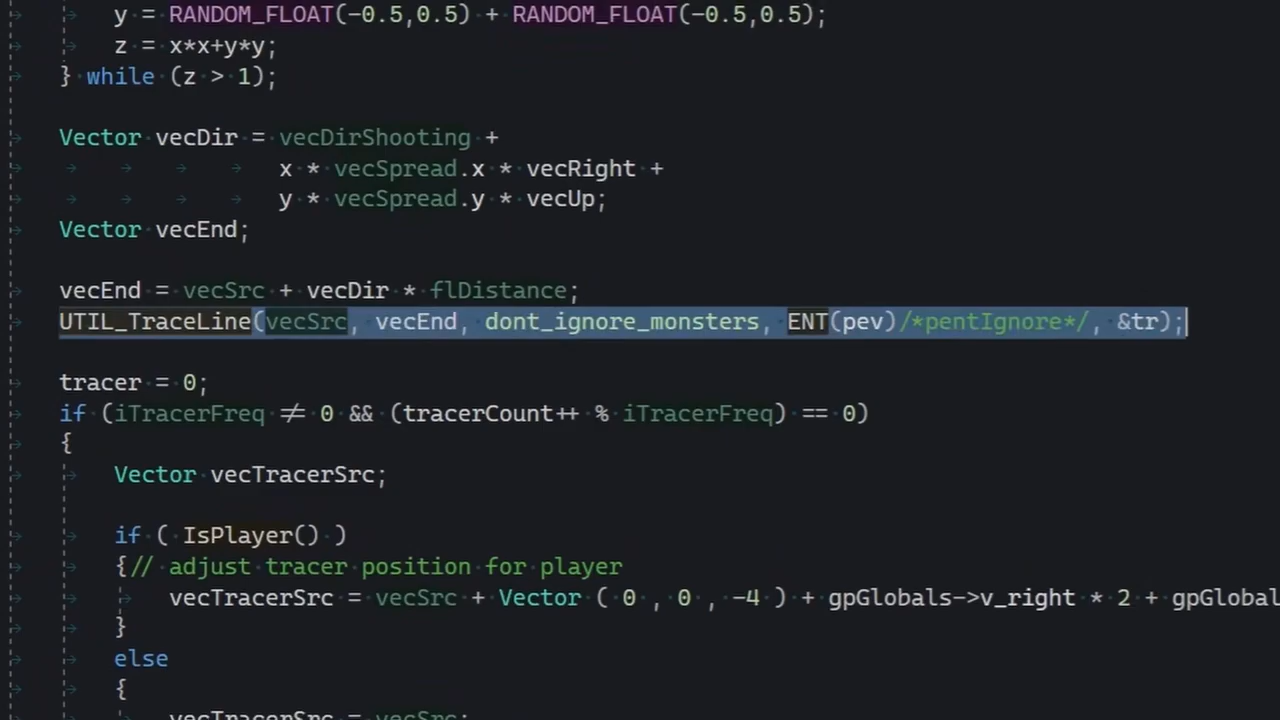 y = RANDOM_FLOAT(-0.5,0.5) + RANDOM_FLOAT(-0.5,0.5);
z = x*x+y*y;
} while (z > 1);
Vector vecDir = vecDirShooting +
x * vecSpread.x * vecRight +
y * vecSpread.y * vecUp;
Vector vecEnd;
vecEnd = vecSrc + vecDir * flDistance;
UTIL_TraceLine(vecSrc, vecEnd, dont_ignore_monsters, ENT(pev)/*pentIgnore*/, &tr);
tracer = 0;
if (iTracerFreq != 0 && (tracerCount++ % iTracerFreq) == 0)
{
Vector vecTracerSrc;
if ( IsPlayer() )
{// adjust tracer position for player
vecTracerSrc = vecSrc + Vector ( 0 , 0 , -4 ) + gpGlobals->v_right * 2 + gpGlobal
}
else
{
vecTracerSrc = vecSrc;